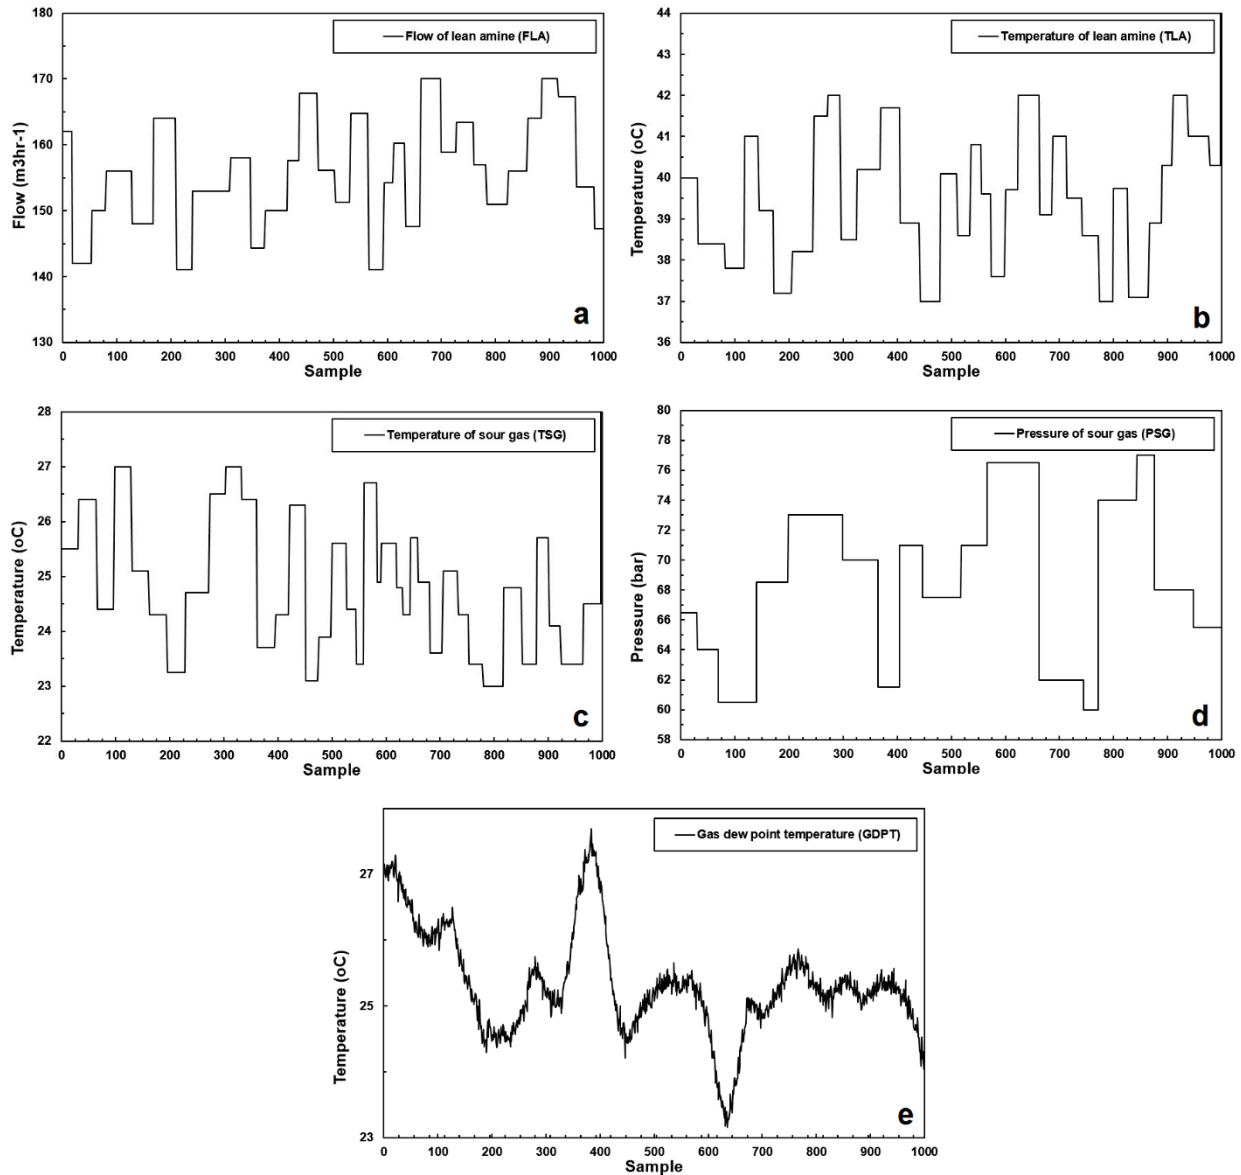 180
170
160
150
140
130
Flow (m3hr-1)
Flow of lean amine (FLA)
a
0 100 200 300 400 500 600 700 800 900 1000
Sample
44
43
42
41
40
39
38
37
36
Temperature (oC)
Temperature of lean amine (TLA)
b
0 100 200 300 400 500 600 700 800 900 1000
Sample
28
27
26
25
24
23
22
Temperature (oC)
Temperature of sour gas (TSG)
c
0 100 200 300 400 500 600 700 800 900 1000
Sample
80
78
76
74
72
70
68
66
64
62
60
58
Pressure (bar)
Pressure of sour gas (PSG)
d
0 100 200 300 400 500 600 700 800 900 1000
Sample
27
25
23
Temperature (oC)
Gas dew point temperature (GDPT)
e
0 100 200 300 400 500 600 700 800 900 1000
Sample